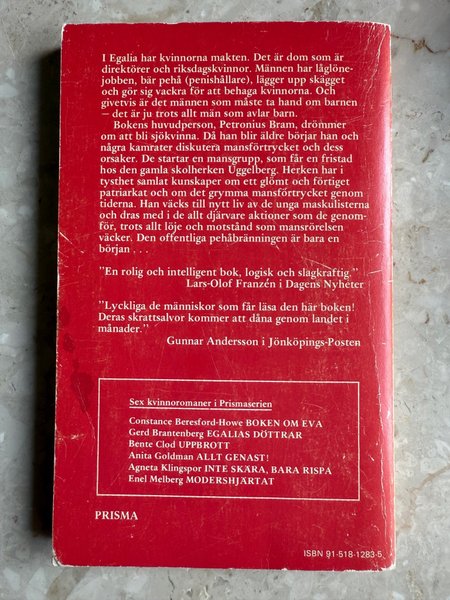 I Egalia har kvinnorna makten. Det är dom som är
direktörer och riksdagskvinnor. Männen har låglöne-
jobben, bär pehå (penishållare), lägger upp skägget
och gör sig vackra för att behaga kvinnorna. Och
givetvis är det männen som måste ta hand om barnen
– det är ju trots allt män som avlar barn.
Bokens huvudperson, Petronius Bram, drömmer
om att bli sjökvinna. Då han blir äldre börjar han och
några kamrater diskutera mansförtrycket och dess
orsaker. De startar en mansgrupp, som får en fristad
hos den gamla skolherken Uggelberg. Herken har i
tysthet samlat kunskaper om ett glömt och förtiget
patriarkat och om det grymma mansförtrycket genom
tiderna. Han väcks till nytt liv av de unga maskulisterna
och dras med i de allt djärvare aktioner som de genom-
för, trots allt löje och motstånd som mansrörelsen
väcker. Den offentliga pehåbränningen är bara en
början . . .
"En rolig och intelligent bok, logisk och slagkraftig."
Lars-Olof Franzén i Dagens Nyheter
"Lyckliga de människor som får läsa den här boken!
Deras skrattsalvor kommer att dåna genom landet i
månader."
Gunnar Andersson i Jönköpings-Posten
Sex kvinnoromaner i Prismaserien
Constance Beresford-Howe BOKEN OM EVA
Gerd Brantenberg EGALIAS DÖTTRAR
Bente Clod UPPBROTT
Anita Goldman ALLT GENAST!
Agneta Klingspor INTE SKÄRA, BARA RISPA
Enel Melberg MODERSHJÄRTAT
PRISMA
ISBN 91-518-1283-5